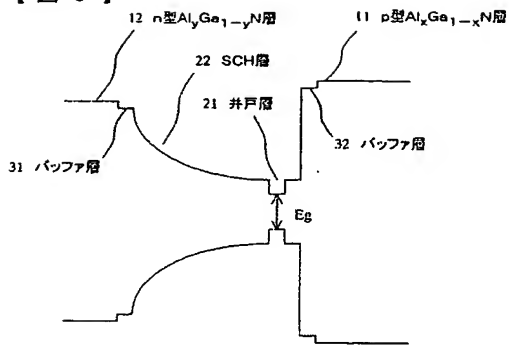 12 n型AlyGa1-yN層
11 p型AlxGa1-xN層
22 SCH層
21 井戸層
31 バッファ層
32 バッファ層
Eg